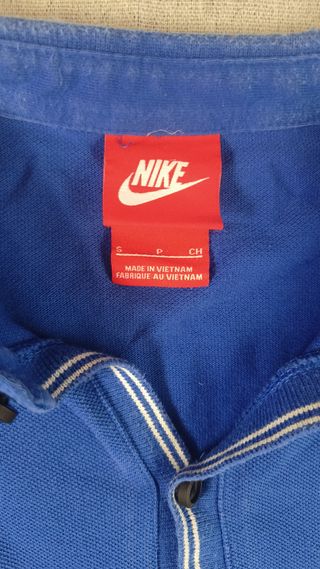 NIKE
S P CH
MADE IN VIETNAM
FABRIQUE AU VIETNAM